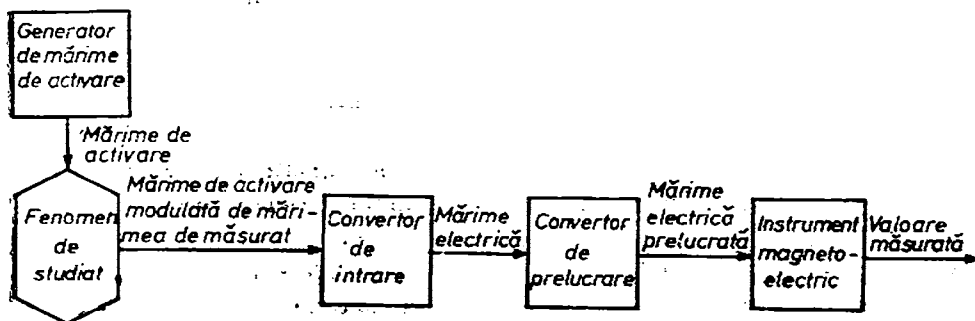 Generator
de mărime
de activare
Mărime de
activare
Fenomen
de
studiat
Mărime de activare
modulată de mări-
mea de măsurat
Convertor
de
intrare
Mărime
electrică
Convertor
de
prelucrare
Mărime
electrică
prelucrată
Instrument
magneto-
electric
Valoare
măsurată